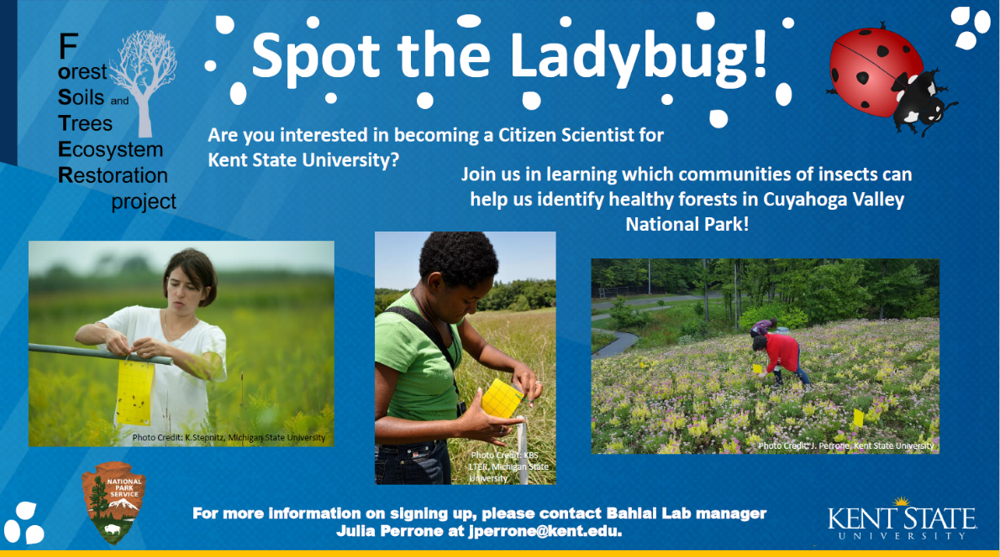 Spot the Ladybug!
Forest
Soils and
Trees
Ecosystem
Restoration
project
Are you interested in becoming a Citizen Scientist for
Kent State University?
Join us in learning which communities of insects can
help us identify healthy forests in Cuyahoga Valley
National Park!
Photo Credit: K.Stepnitz, Michigan State University
Photo Credit: KBS
LTER, Michigan State
University
Photo Credit: J. Perrone, Kent State University
NATIONAL
PARK
SERVICE
For more information on signing up, please contact Bahlai Lab manager
Julia Perrone at jperrone@kent.edu.
KENT STATE
UNIVERSITY